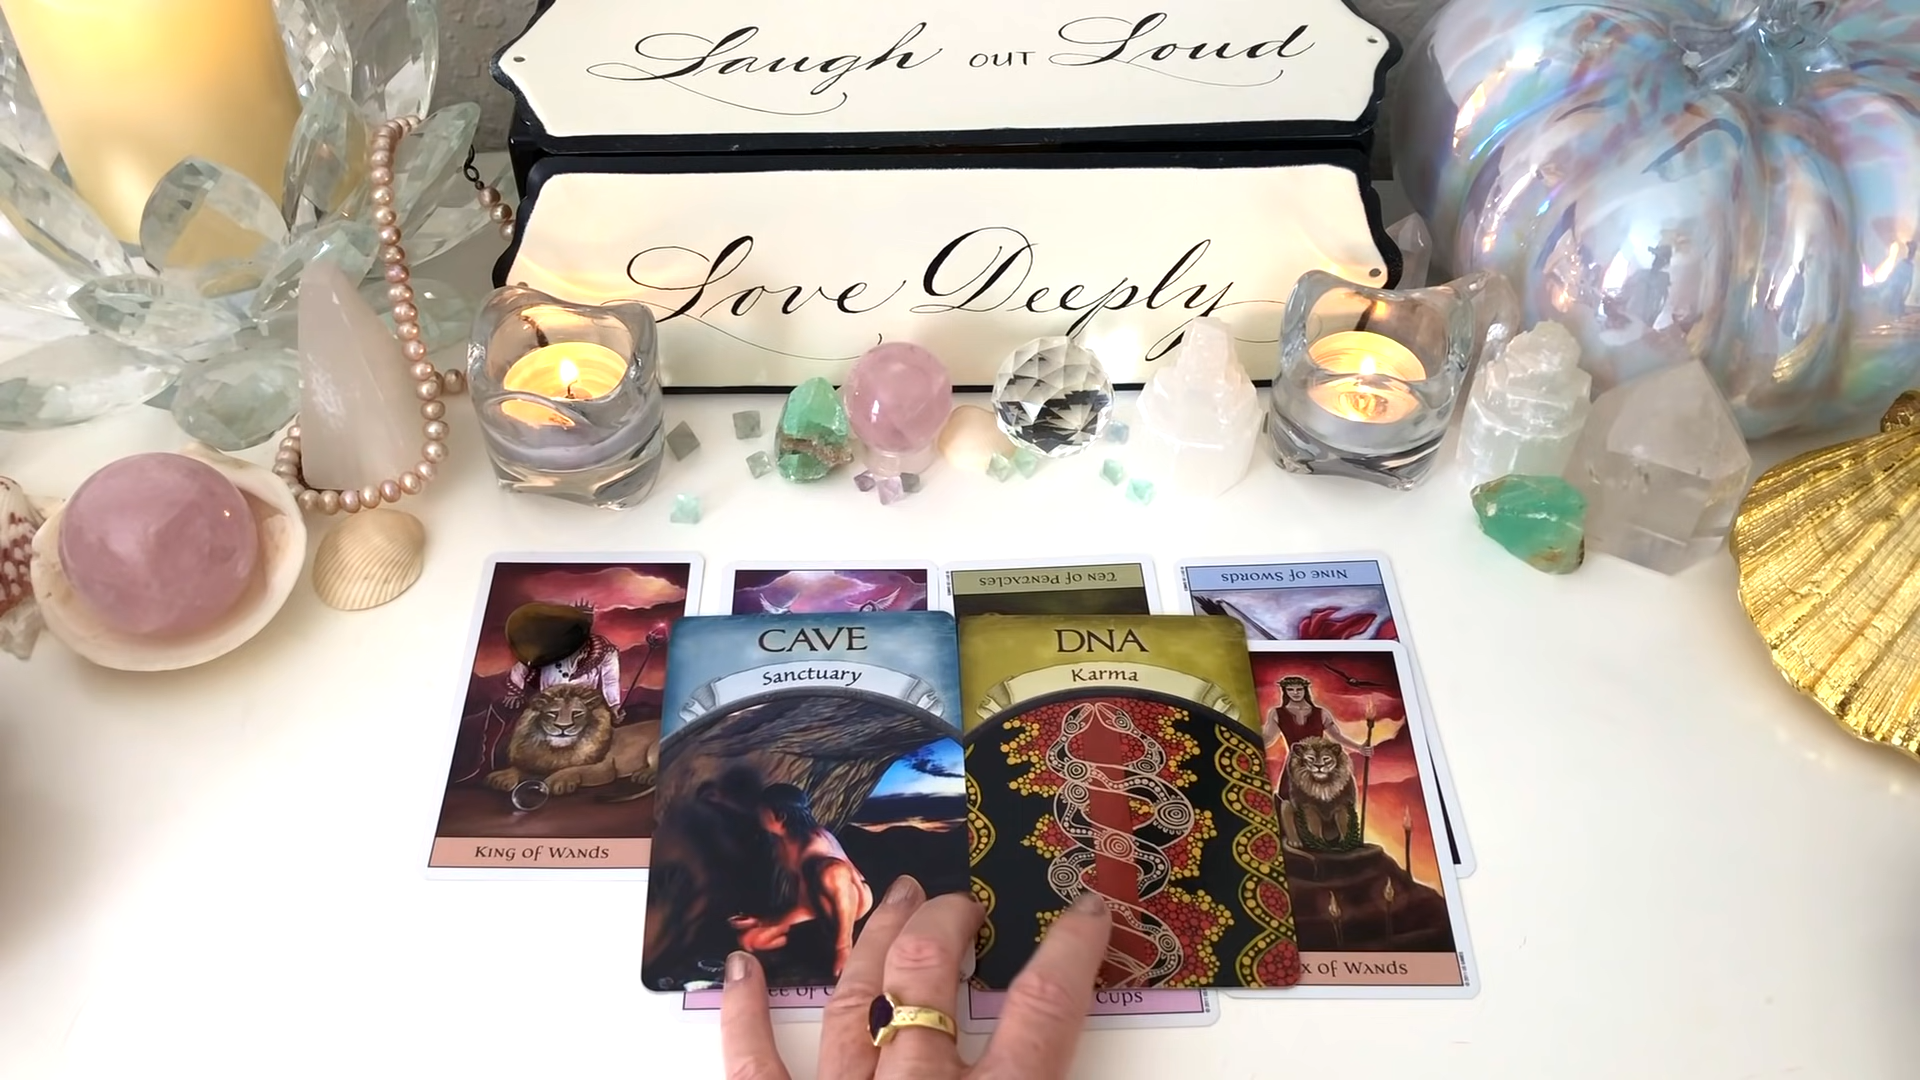 Laugh OUT Loud
Love Deeply
TEN OF PENTACLES
NINE OF SWORDS
CAVE
Sanctuary
DNA
Karma
KING OF WANDS
X OF WANDS
CUPS